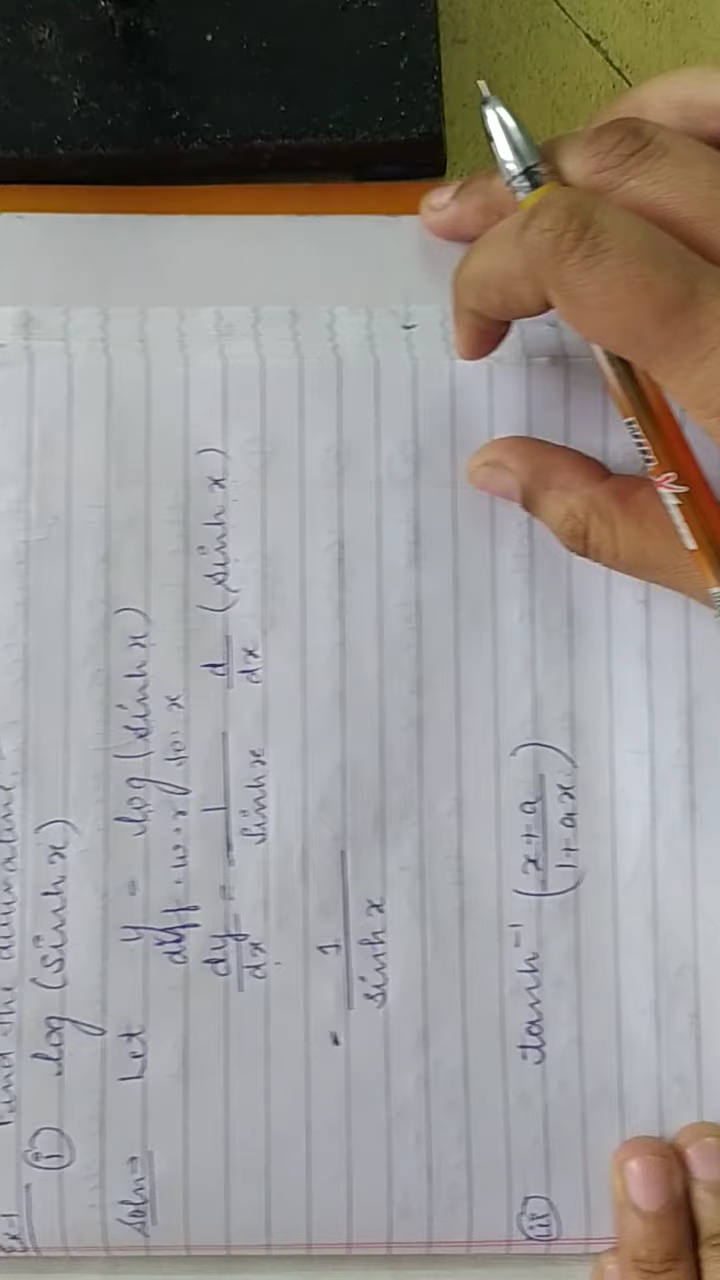 Ex-1 Find the
(i) log (sinh x)
Soln⇒ Let y = log (sinh x)
diff. w.r. to. x
dy/dx = 1/sinh x d/dx (sinh x)
= 1/sinh x
(ii) tanh⁻¹ (x+a/1+ax)